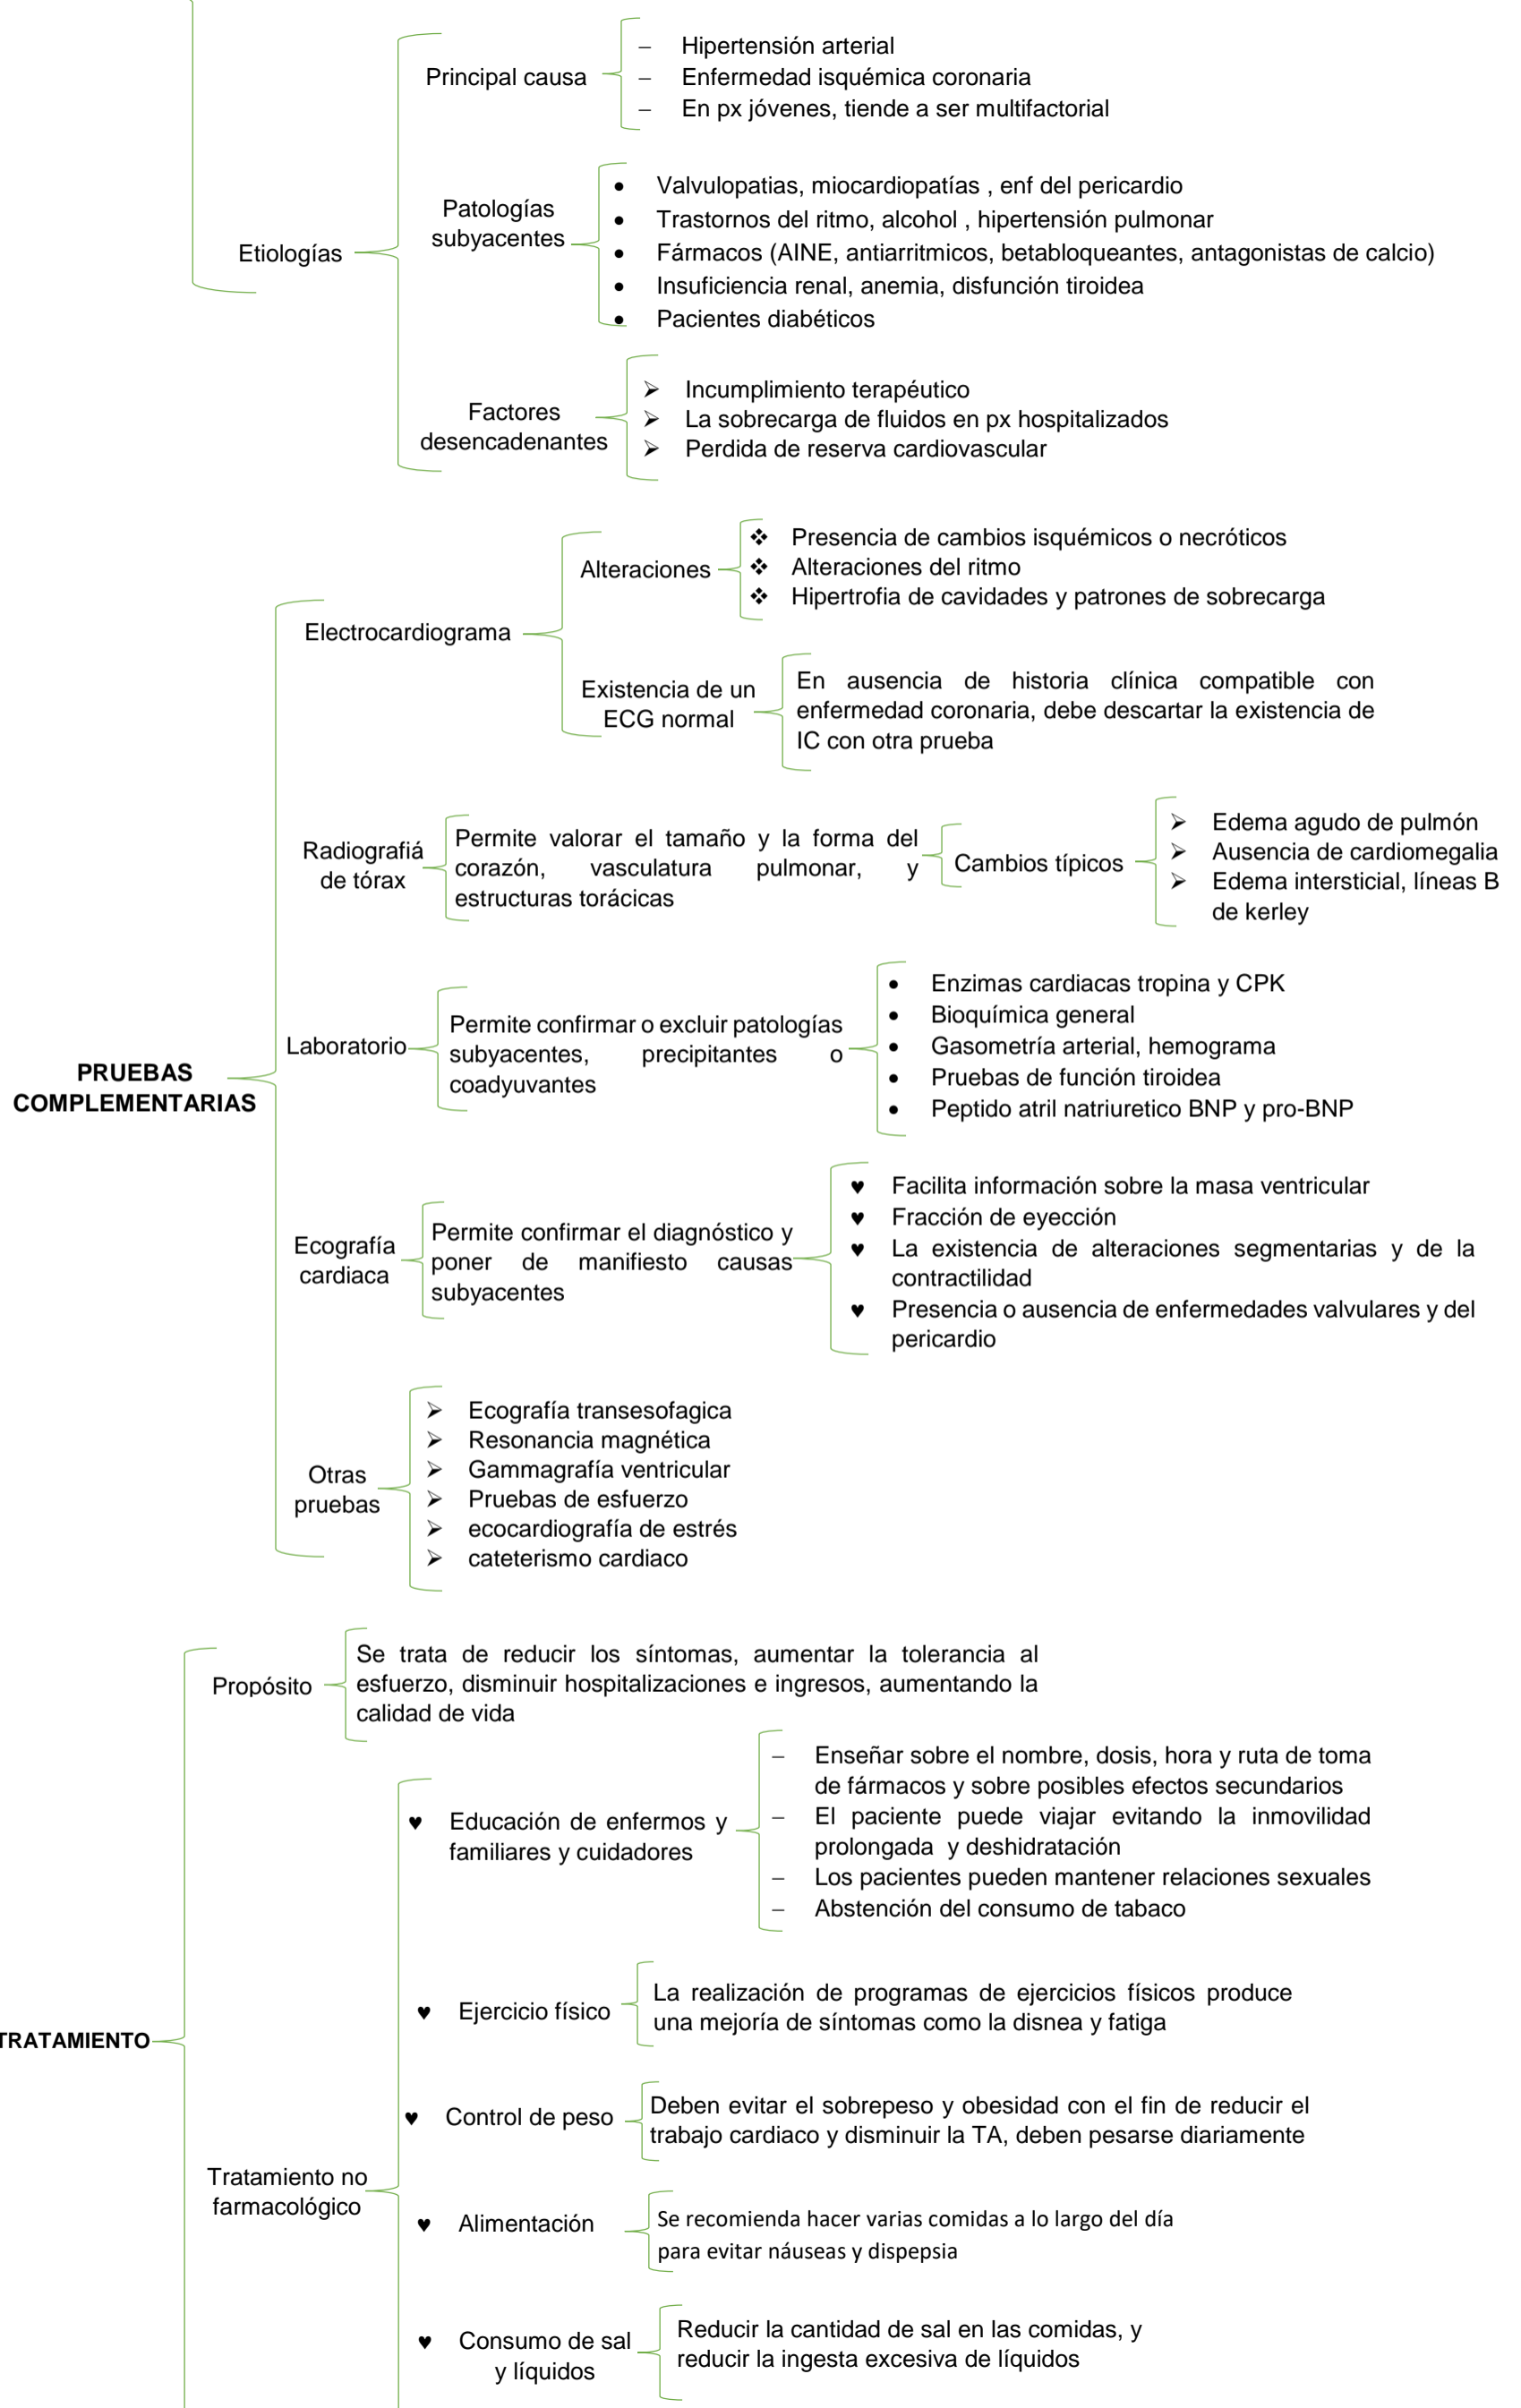 Etiologías
Principal causa
– Hipertensión arterial
– Enfermedad isquémica coronaria
– En px jóvenes, tiende a ser multifactorial
Patologías
subyacentes
• Valvulopatias, miocardiopatías , enf del pericardio
• Trastornos del ritmo, alcohol , hipertensión pulmonar
• Fármacos (AINE, antiarritmicos, betabloqueantes, antagonistas de calcio)
• Insuficiencia renal, anemia, disfunción tiroidea
• Pacientes diabéticos
Factores
desencadenantes
➢ Incumplimiento terapéutico
➢ La sobrecarga de fluidos en px hospitalizados
➢ Perdida de reserva cardiovascular
PRUEBAS
COMPLEMENTARIAS
Electrocardiograma
Alteraciones
❖ Presencia de cambios isquémicos o necróticos
❖ Alteraciones del ritmo
❖ Hipertrofia de cavidades y patrones de sobrecarga
Existencia de un
ECG normal
En ausencia de historia clínica compatible con
enfermedad coronaria, debe descartar la existencia de
IC con otra prueba
Radiografiá
de tórax
Permite valorar el tamaño y la forma del
corazón, vasculatura pulmonar, y
estructuras torácicas
Cambios típicos
➢ Edema agudo de pulmón
➢ Ausencia de cardiomegalia
➢ Edema intersticial, líneas B
de kerley
Laboratorio
Permite confirmar o excluir patologías
subyacentes, precipitantes o
coadyuvantes
• Enzimas cardiacas tropina y CPK
• Bioquímica general
• Gasometría arterial, hemograma
• Pruebas de función tiroidea
• Peptido atril natriuretico BNP y pro-BNP
Ecografía
cardiaca
Permite confirmar el diagnóstico y
poner de manifiesto causas
subyacentes
♥ Facilita información sobre la masa ventricular
♥ Fracción de eyección
♥ La existencia de alteraciones segmentarias y de la
contractilidad
♥ Presencia o ausencia de enfermedades valvulares y del
pericardio
Otras
pruebas
➢ Ecografía transesofagica
➢ Resonancia magnética
➢ Gammagrafía ventricular
➢ Pruebas de esfuerzo
➢ ecocardiografía de estrés
➢ cateterismo cardiaco
TRATAMIENTO
Propósito
Se trata de reducir los síntomas, aumentar la tolerancia al
esfuerzo, disminuir hospitalizaciones e ingresos, aumentando la
calidad de vida
Tratamiento no
farmacológico
♥ Educación de enfermos y
familiares y cuidadores
– Enseñar sobre el nombre, dosis, hora y ruta de toma
de fármacos y sobre posibles efectos secundarios
– El paciente puede viajar evitando la inmovilidad
prolongada y deshidratación
– Los pacientes pueden mantener relaciones sexuales
– Abstención del consumo de tabaco
♥ Ejercicio físico
La realización de programas de ejercicios físicos produce
una mejoría de síntomas como la disnea y fatiga
♥ Control de peso
Deben evitar el sobrepeso y obesidad con el fin de reducir el
trabajo cardiaco y disminuir la TA, deben pesarse diariamente
♥ Alimentación
Se recomienda hacer varias comidas a lo largo del día
para evitar náuseas y dispepsia
♥ Consumo de sal
y líquidos
Reducir la cantidad de sal en las comidas, y
reducir la ingesta excesiva de líquidos